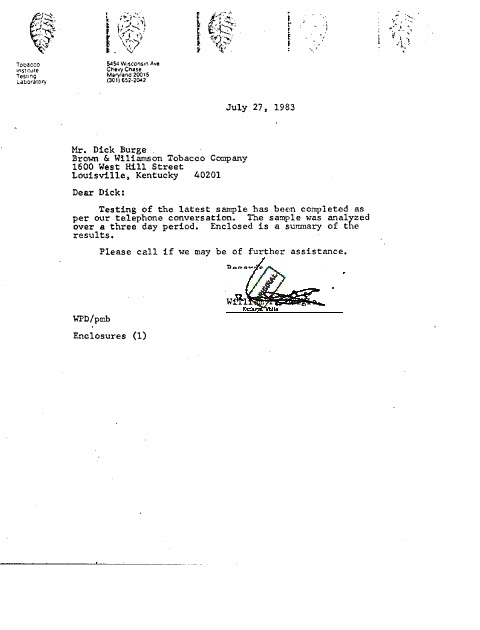 Tobacco
Institute
Testing
Laboratory
5454 Wisconsin Ave
Chevy Chase
Maryland 20015
(301) 652-2042
July 27, 1983
Mr. Dick Burge
Brown & Wiliamson Tobacco Company
1600 West Hill Street
Louisville, Kentucky 40201
Dear Dick:
Testing of the latest sample has been completed as
per our telephone conversation. The sample was analyzed
over a three day period. Enclosed is a summary of the
results.
Please call if we may be of further assistance.
WPD/pmb
Enclosures (1)